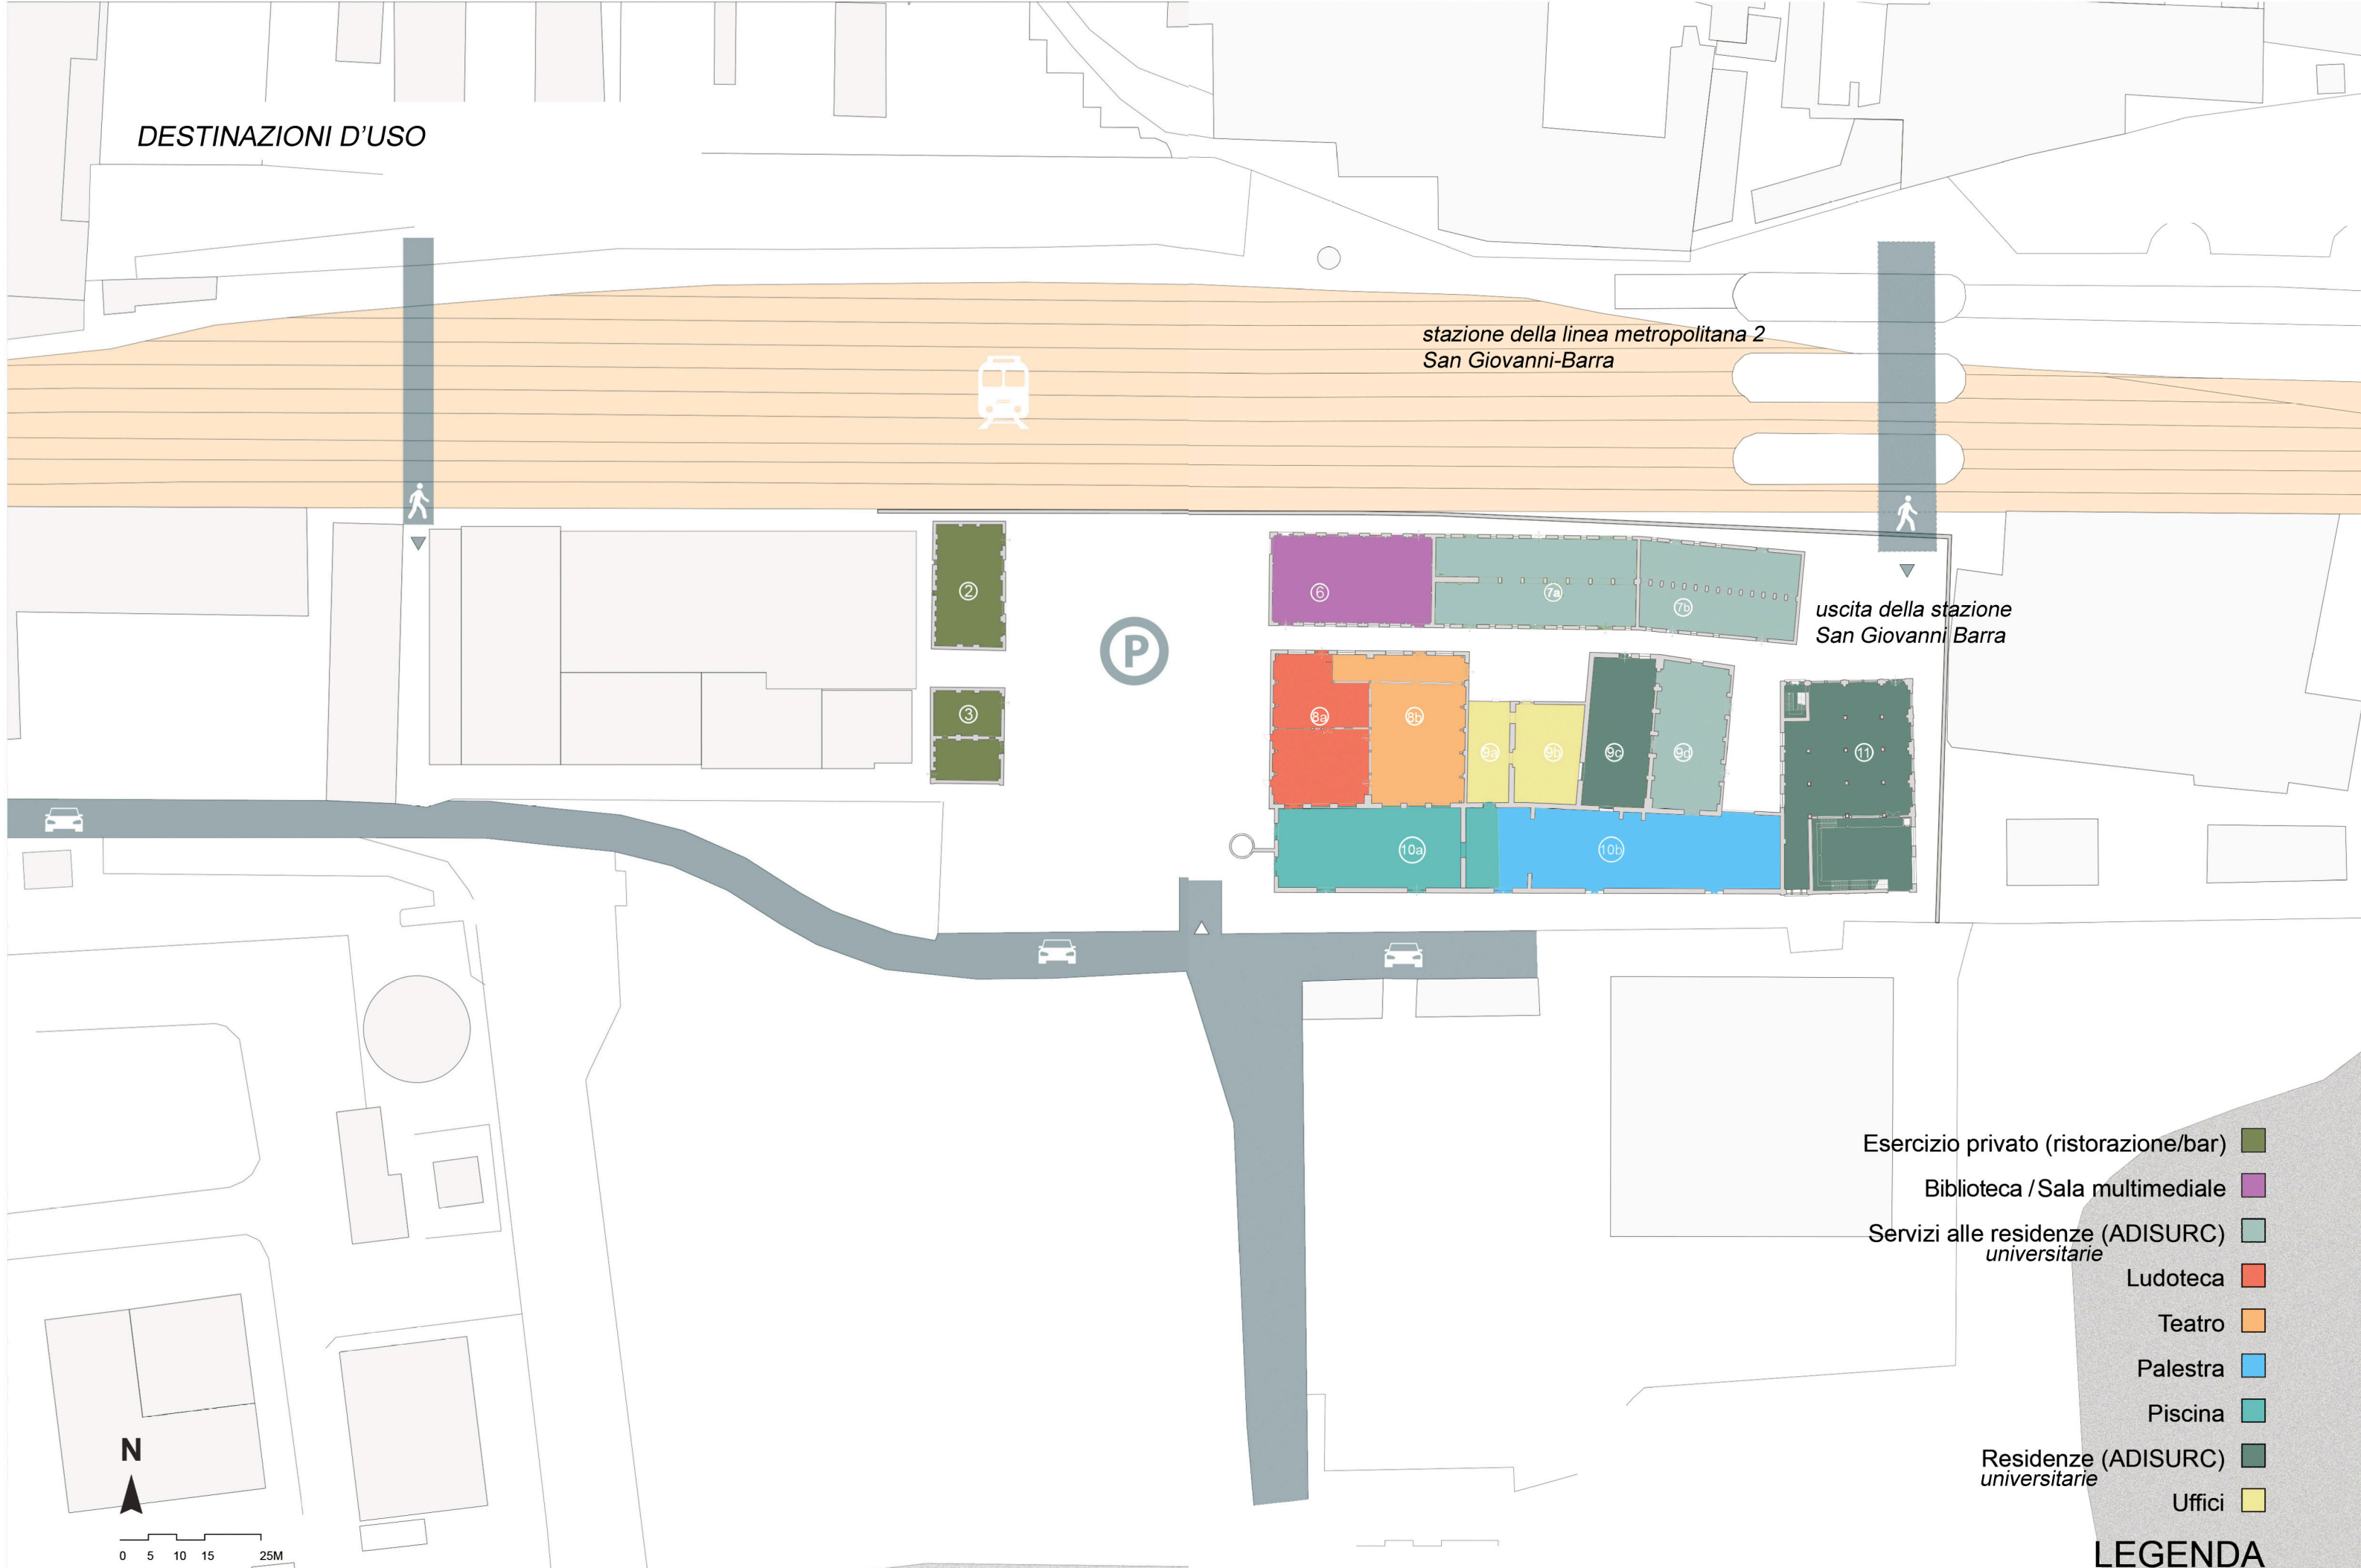 DESTINAZIONI D'USO
stazione della linea metropolitana 2
San Giovanni-Barra
2
6
7a
7b
uscita della stazione
San Giovanni Barra
P
3
8a
8b
9a
9b
9c
9d
11
10a
10b
Esercizio privato (ristorazione/bar)
Biblioteca / Sala multimediale
Servizi alle residenze (ADISURC)
universitarie
Ludoteca
Teatro
Palestra
Piscina
Residenze (ADISURC)
universitarie
Uffici
LEGENDA
N
0 5 10 15 25M